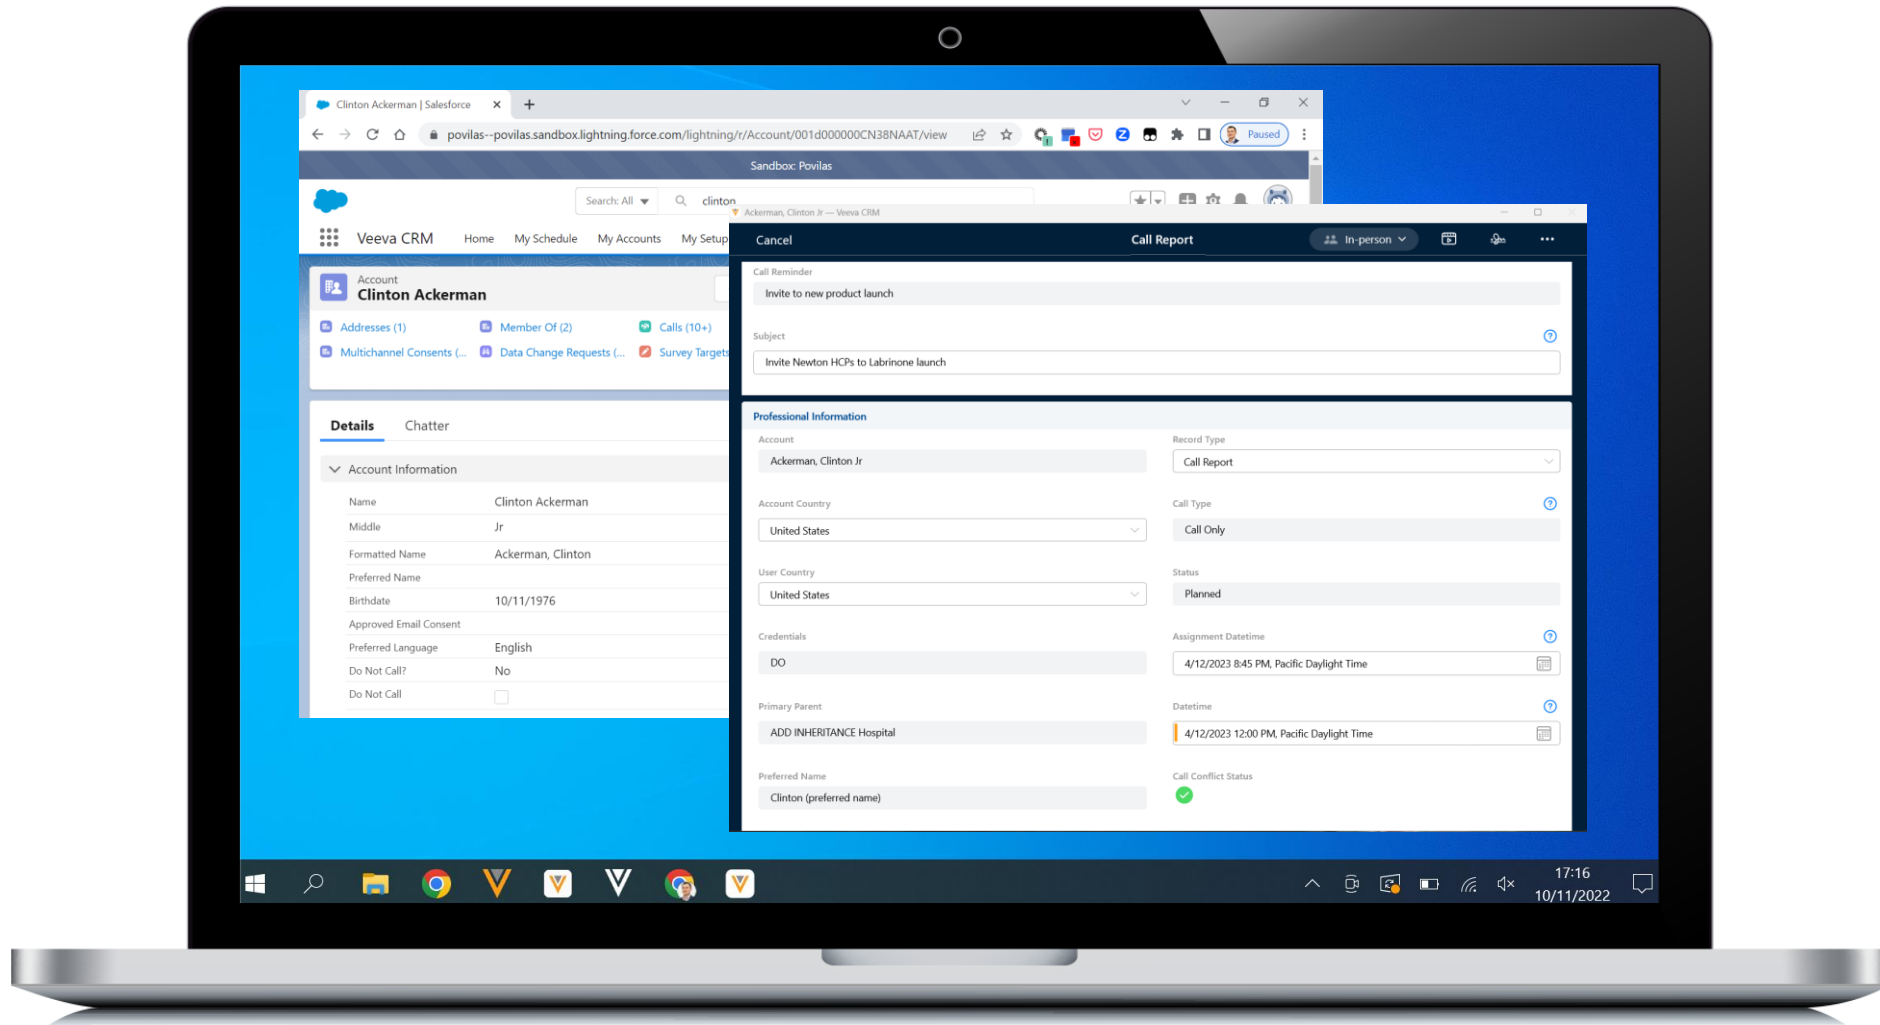 Clinton Ackerman | Salesforce
povilas--povilas.sandbox.lightning.force.com/lightning/r/Account/001d000000CN38NAAT/view
Paused
Sandbox: Povilas
Search: All
clinton
Veeva CRM
Home
My Schedule
My Accounts
My Setup
Account
Clinton Ackerman
Addresses (1)
Member Of (2)
Calls (10+)
Multichannel Consents (...
Data Change Requests (...
Survey Targets
Details
Chatter
Account Information
Name
Clinton Ackerman
Middle
Jr
Formatted Name
Ackerman, Clinton
Preferred Name
Birthdate
10/11/1976
Approved Email Consent
Preferred Language
English
Do Not Call?
No
Do Not Call
Ackerman, Clinton Jr — Veeva CRM
Cancel
Call Report
In-person
Call Reminder
Invite to new product launch
Subject
Invite Newton HCPs to Labrinone launch
Professional Information
Account
Ackerman, Clinton Jr
Record Type
Call Report
Account Country
United States
Call Type
Call Only
User Country
United States
Status
Planned
Credentials
DO
Assignment Datetime
4/12/2023 8:45 PM, Pacific Daylight Time
Primary Parent
ADD INHERITANCE Hospital
Datetime
4/12/2023 12:00 PM, Pacific Daylight Time
Preferred Name
Clinton (preferred name)
Call Conflict Status
17:16
10/11/2022